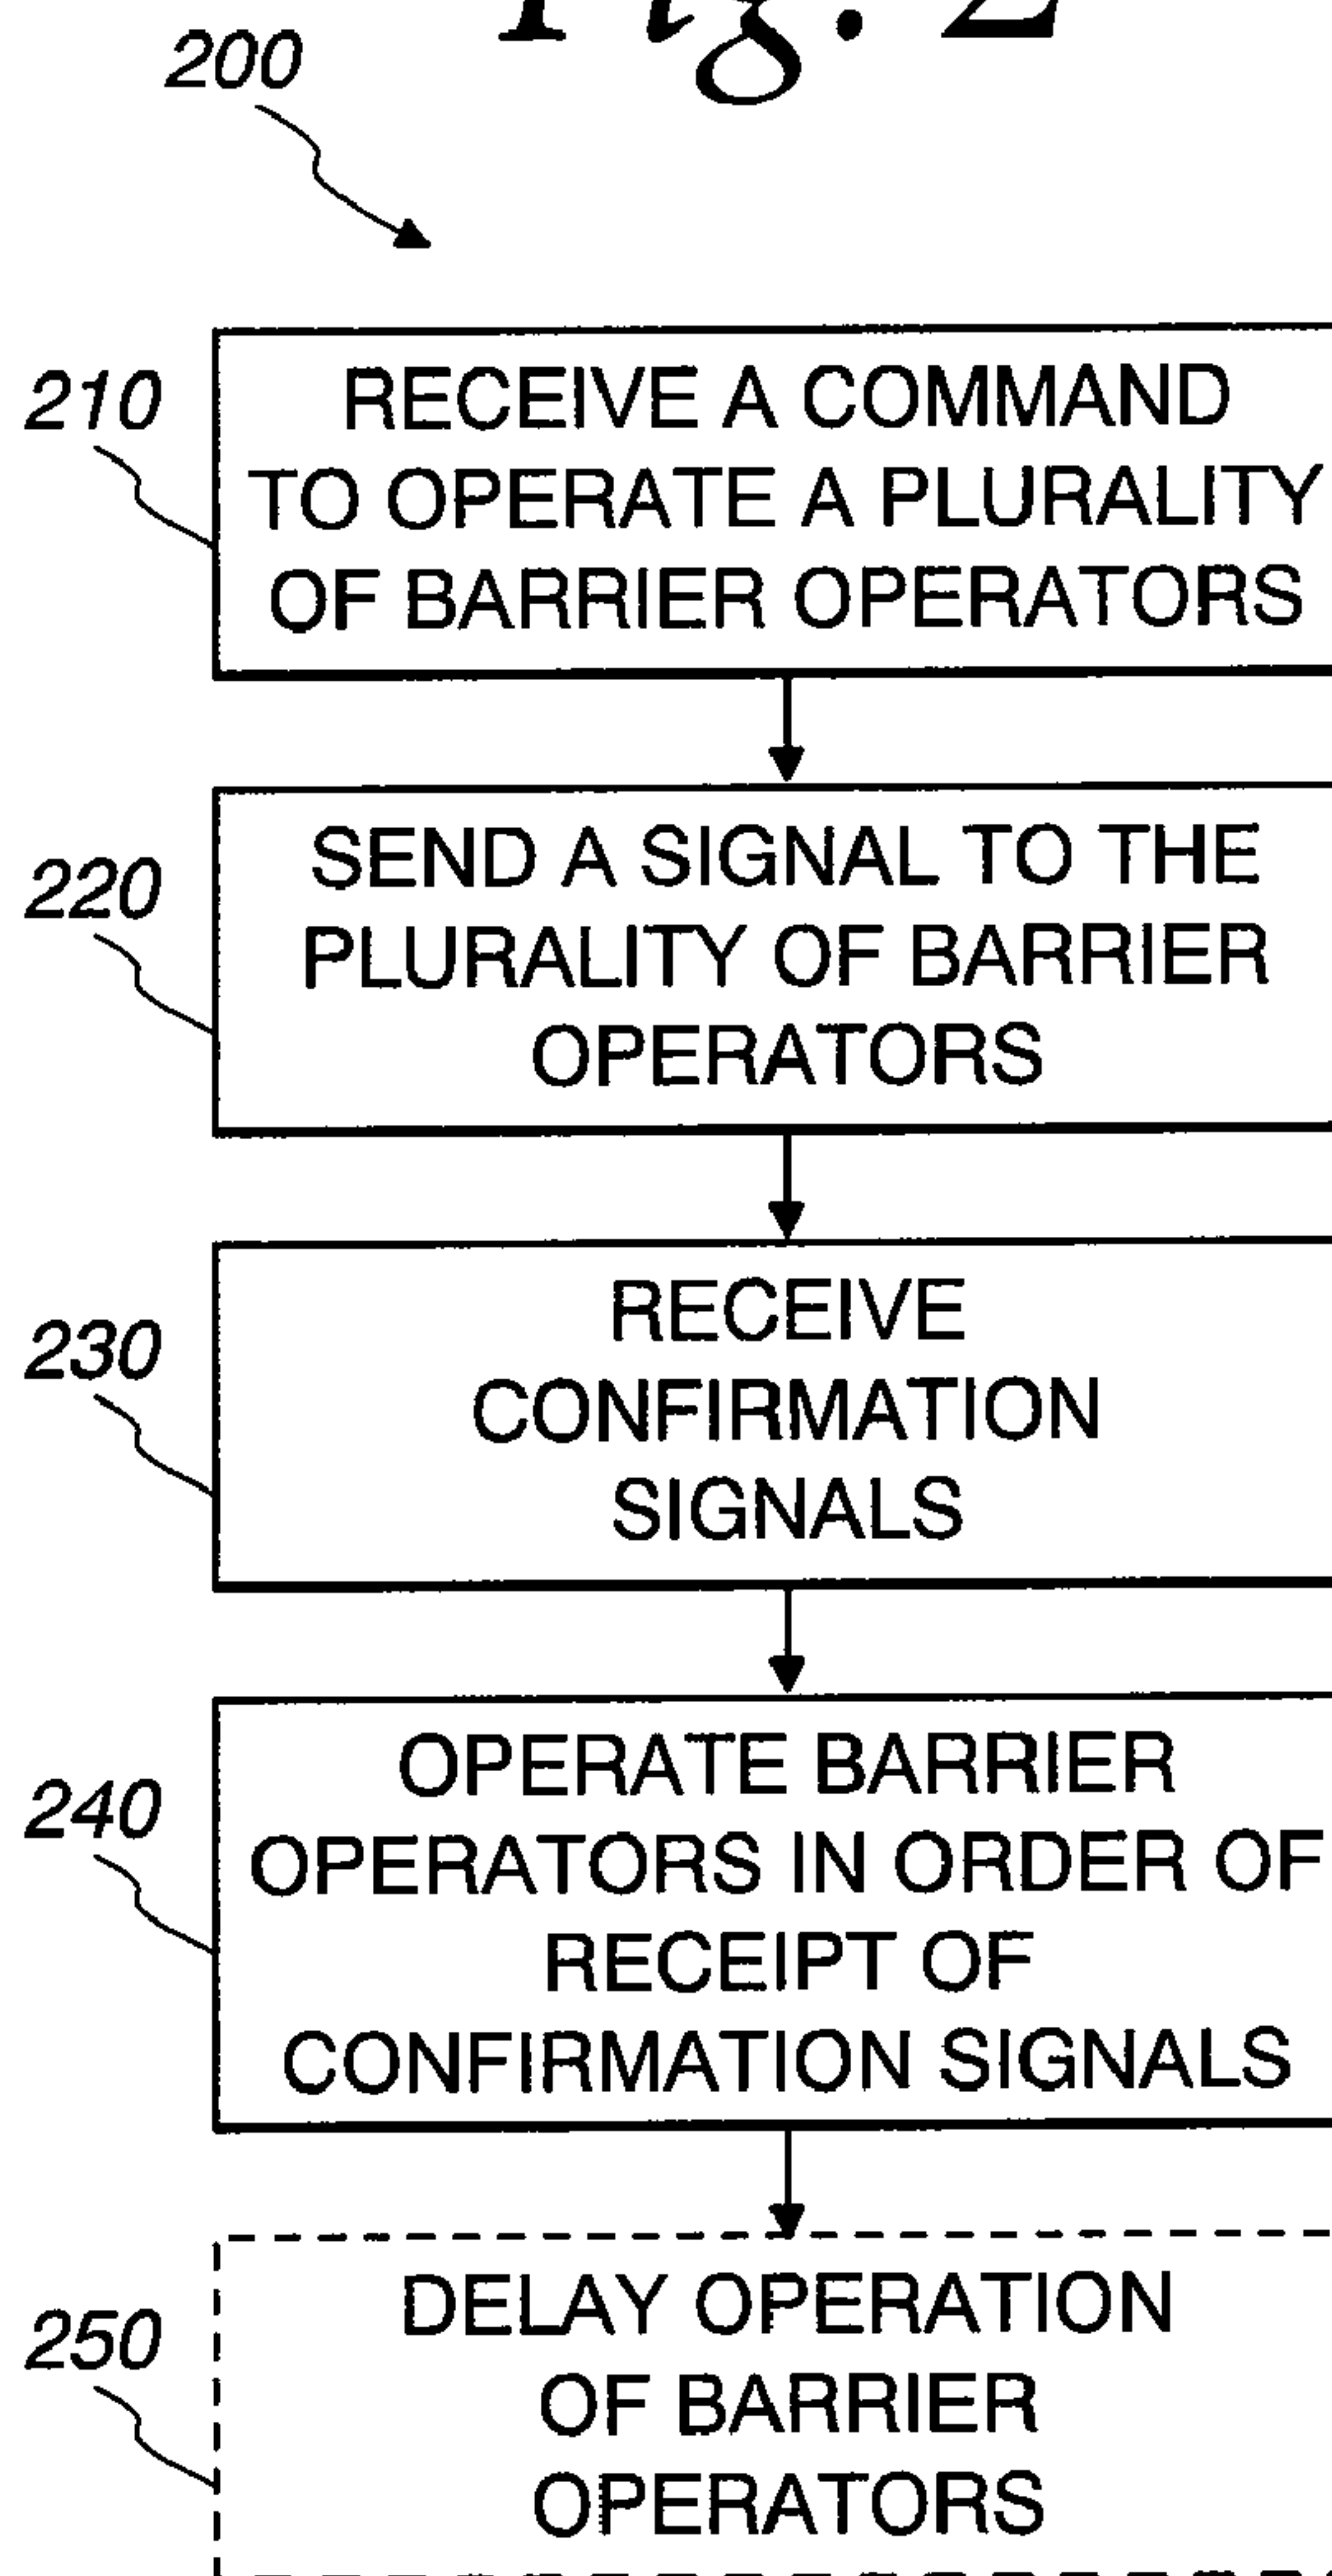 Fig. 2
200
210
RECEIVE A COMMAND
TO OPERATE A PLURALITY
OF BARRIER OPERATORS
220
SEND A SIGNAL TO THE
PLURALITY OF BARRIER
OPERATORS
230
RECEIVE
CONFIRMATION
SIGNALS
240
OPERATE BARRIER
OPERATORS IN ORDER OF
RECEIPT OF
CONFIRMATION SIGNALS
250
DELAY OPERATION
OF BARRIER
OPERATORS